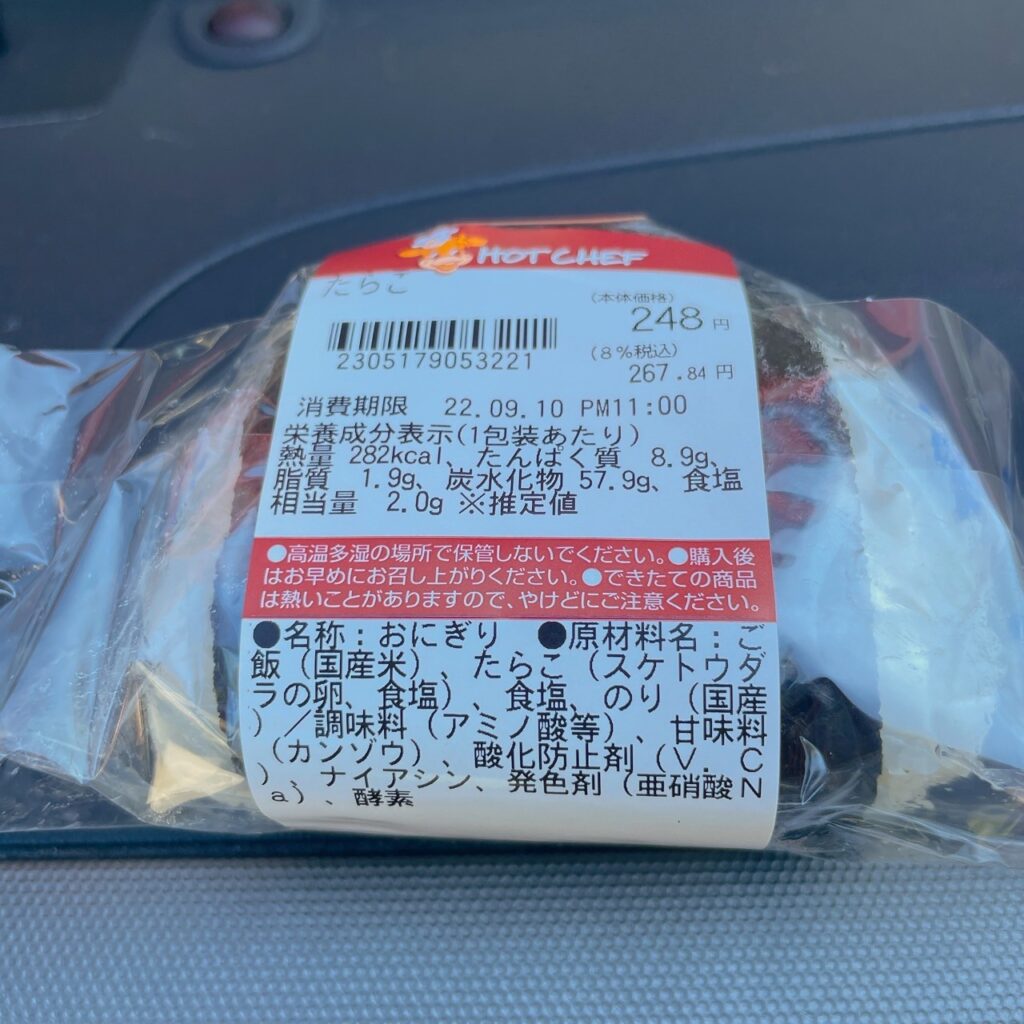 HOT CHEF
たらこ
(本体価格)
248円
2305179053221
(8%税込)
267.84円
消費期限 22.09.10 PM11:00
栄養成分表示(1包装あたり)
熱量 282kcal、たんぱく質 8.9g、
脂質 1.9g、炭水化物 57.9g、食塩
相当量 2.0g ※推定値
●高温多湿の場所で保管しないでください。●購入後
はお早めにお召し上がりください。●できたての商品
は熱いことがありますので、やけどにご注意ください。
●名称:おにぎり ●原材料名:ご
飯(国産米)、たらこ(スケトウダ
ラの卵、食塩)、食塩、のり(国産
)/調味料(アミノ酸等)、甘味料
(カンゾウ)、酸化防止剤(V.C
)、ナイアシン、発色剤(亜硝酸N
a)、酵素